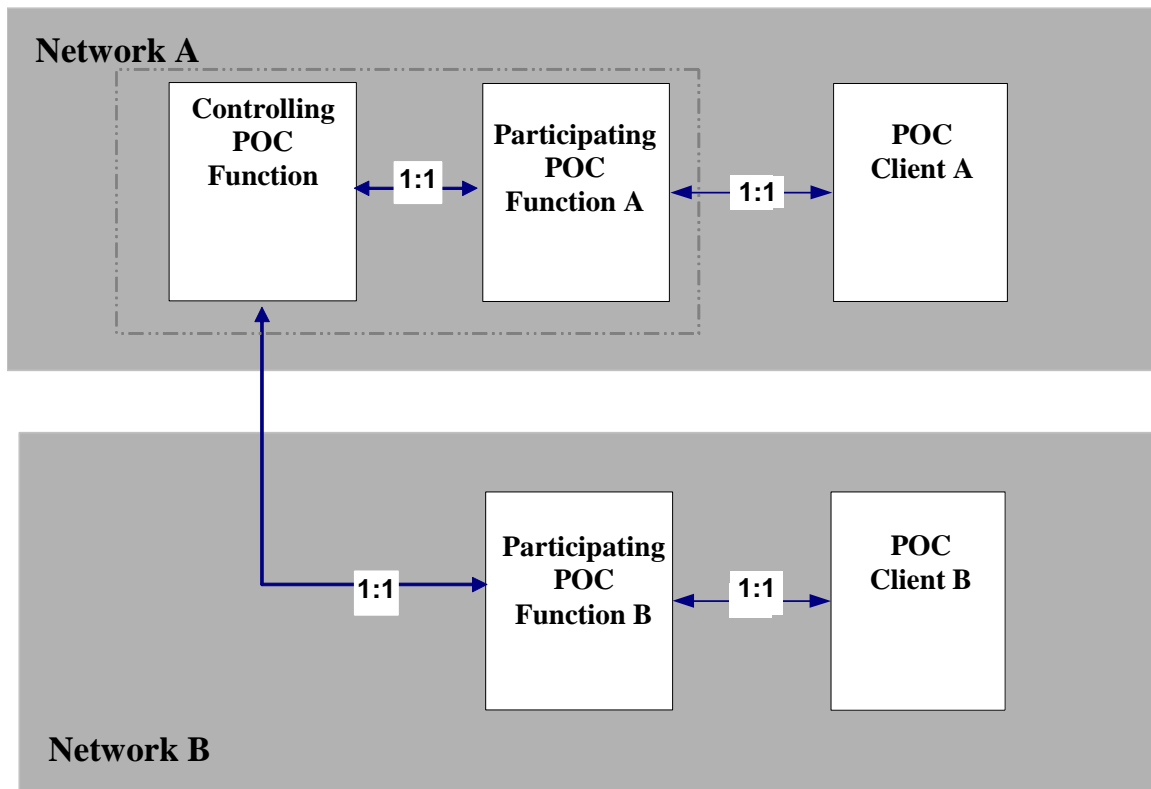 Network A
Controlling
POC
Function
1:1
Participating
POC
Function A
1:1
POC
Client A
1:1
Participating
POC
Function B
1:1
POC
Client B
Network B